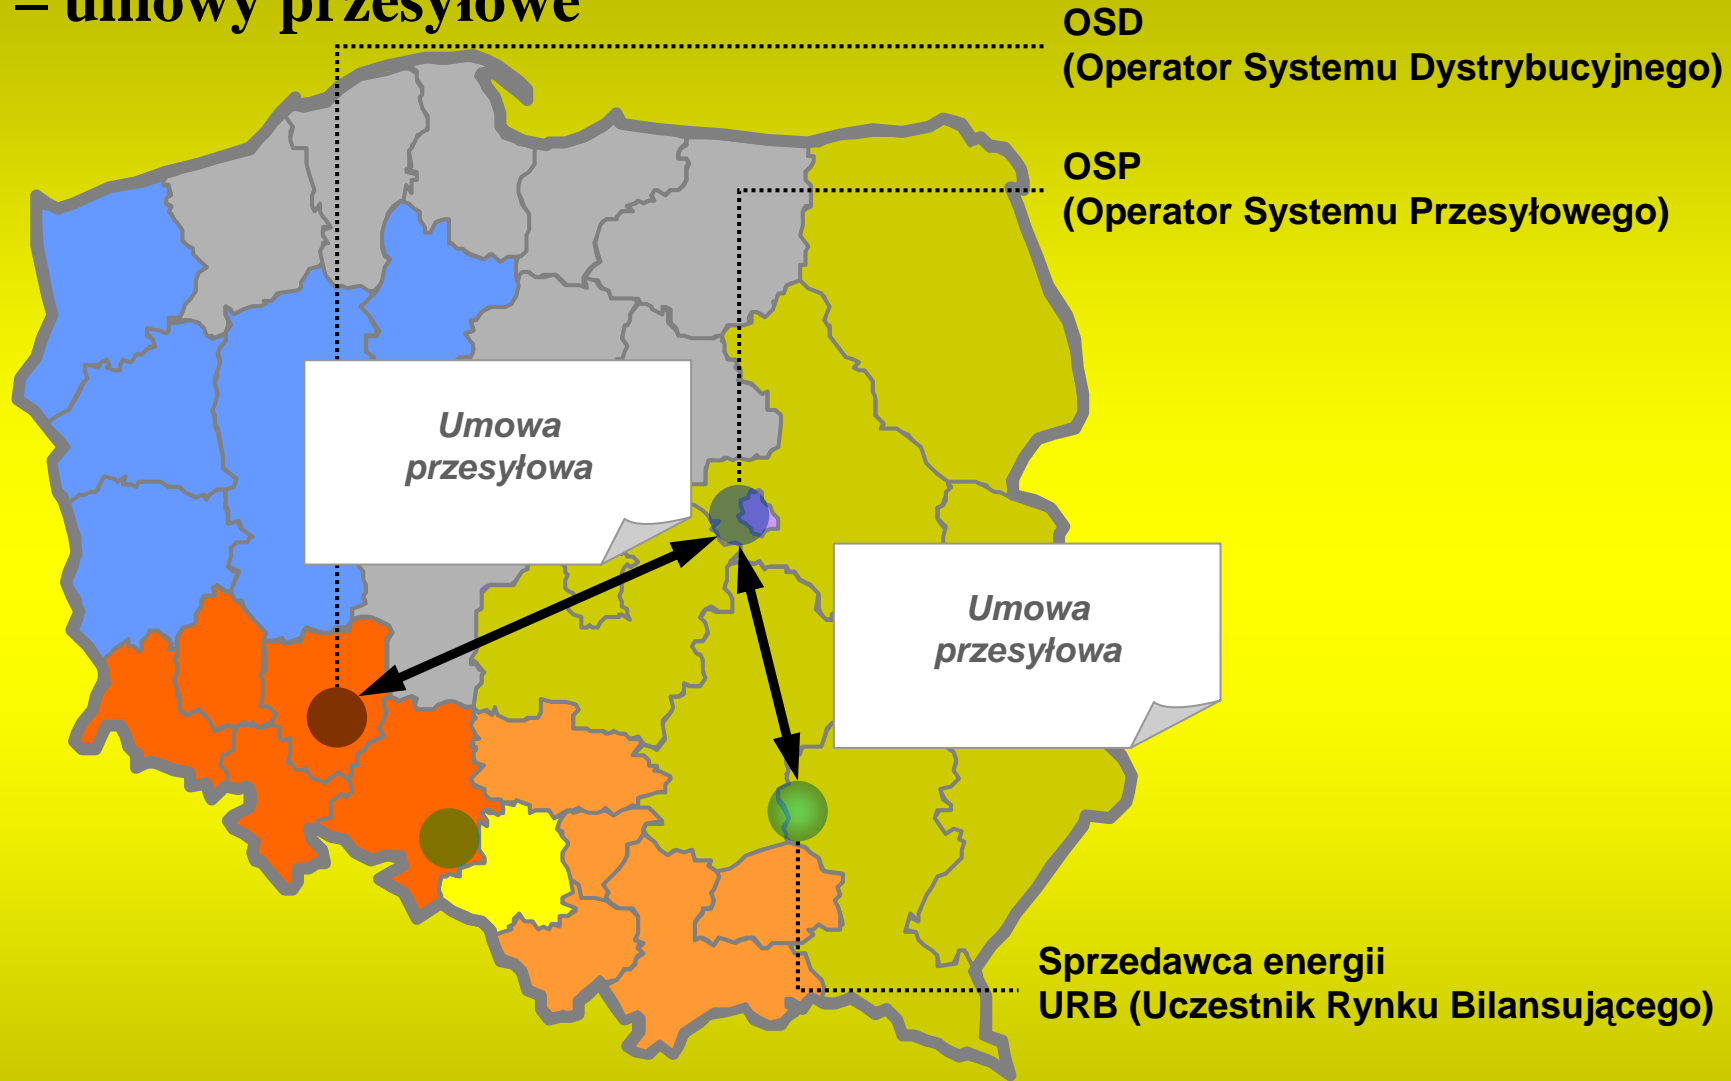 – umowy przesyłowe
OSD
(Operator Systemu Dystrybucyjnego)
OSP
(Operator Systemu Przesyłowego)
Umowa
przesyłowa
Umowa
przesyłowa
Sprzedawca energii
URB (Uczestnik Rynku Bilansującego)